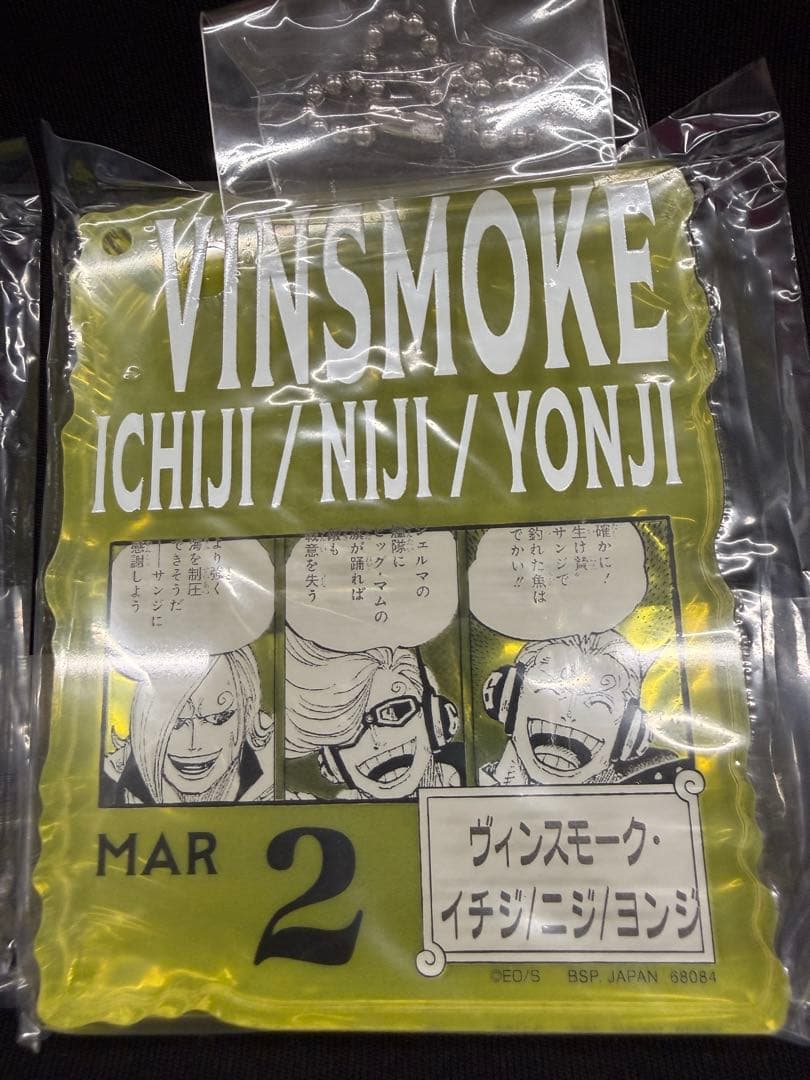 VINSMOKE
ICHIJI / NIJI / YONJI
確かに!
生け贄
サンジで
釣れた魚は
でかい!!
ェルマの
艦隊に
ビッグ・マムの
旗が踊れば
敵も
戦意を失う
より強く
海を制圧
できそうだ
――サンジに
感謝しよう
MAR 2
ヴィンスモーク・
イチジ/ニジ/ヨンジ
©EO/S BSP. JAPAN 68084